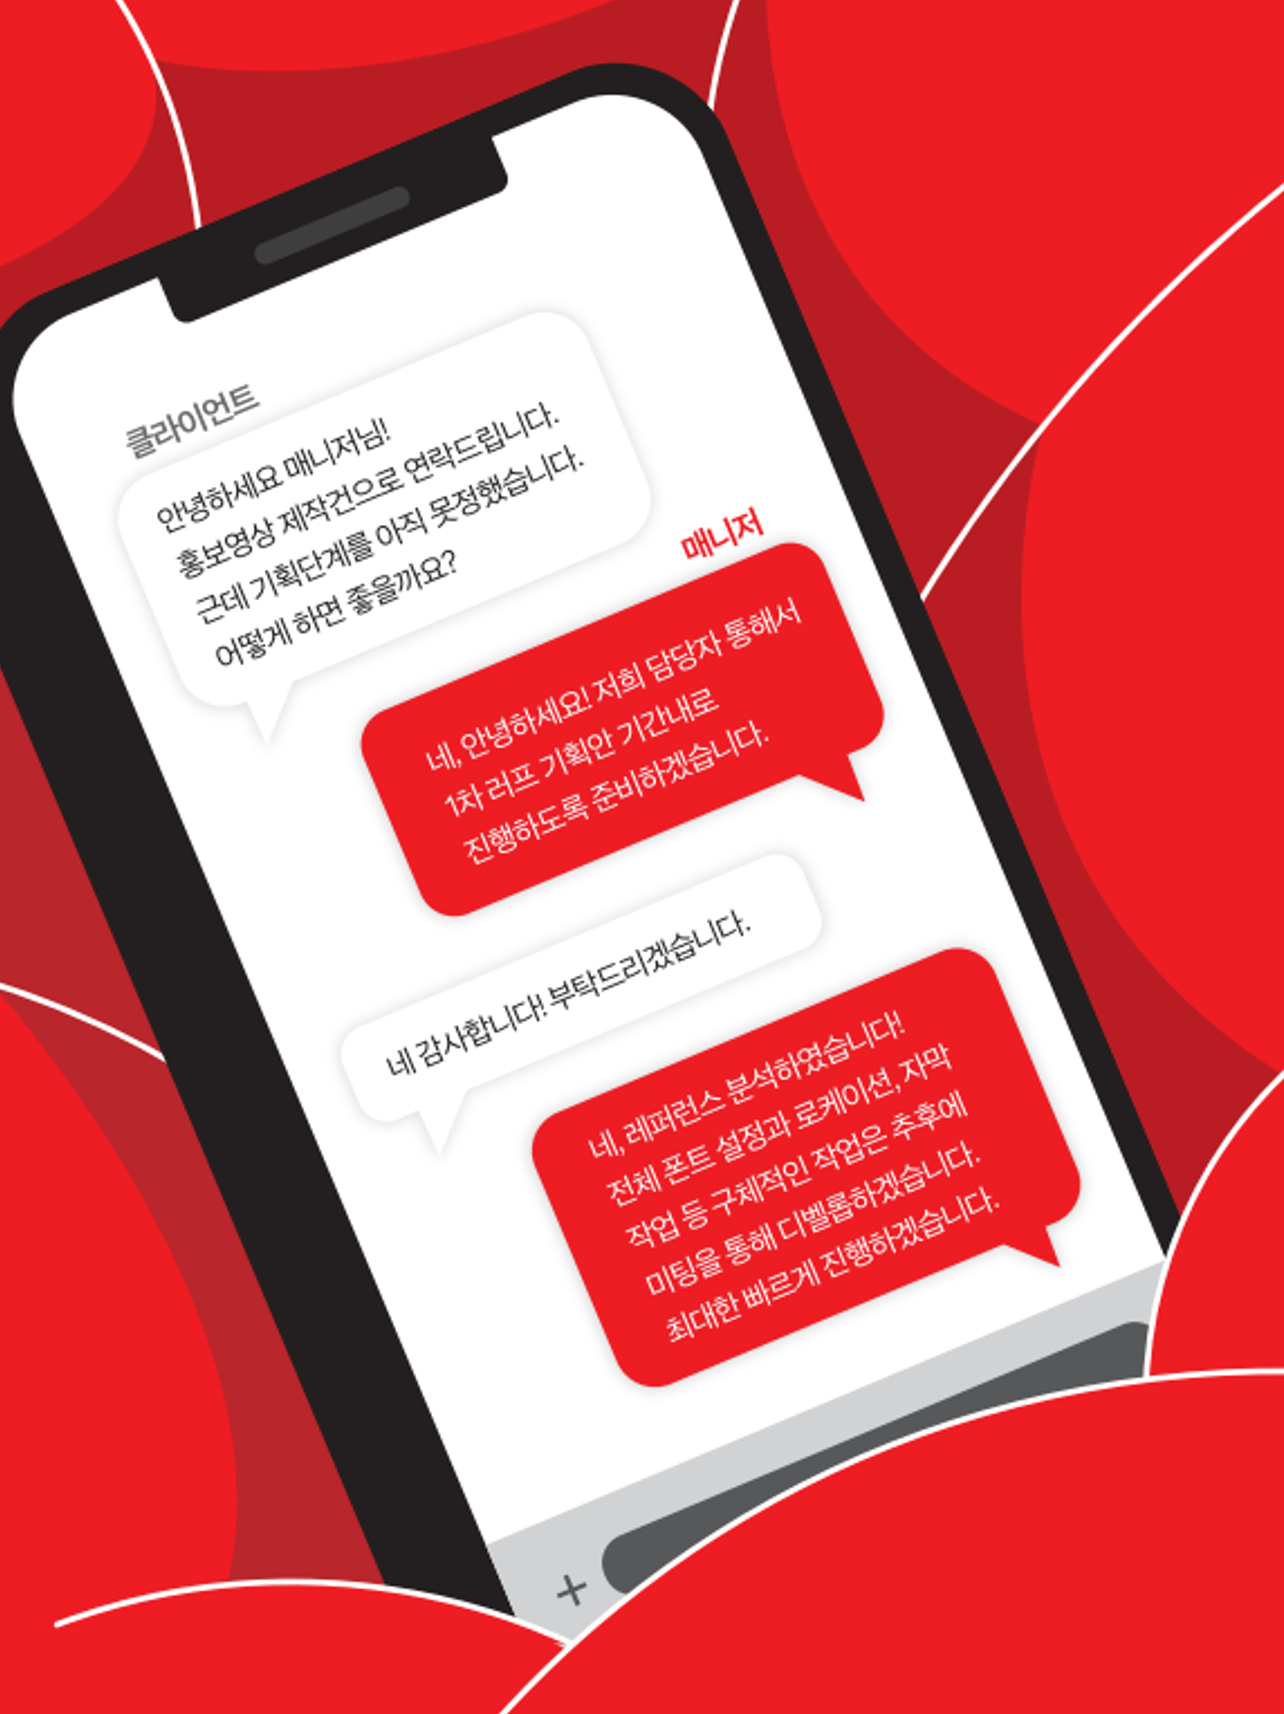 클라이언트
안녕하세요 매니저님!
홍보영상 제작건으로 연락드립니다.
근데 기획단계를 아직 못정했습니다.
어떻게 하면 좋을까요?
매니저
네, 안녕하세요! 저희 담당자 통해서
1차 러프 기획안 기간내로
진행하도록 준비하겠습니다.
네 감사합니다! 부탁드리겠습니다.
네, 레퍼런스 분석하였습니다!
전체 폰트 설정과 로케이션, 자막
작업 등 구체적인 작업은 추후에
미팅을 통해 디벨롭하겠습니다.
최대한 빠르게 진행하겠습니다.
+